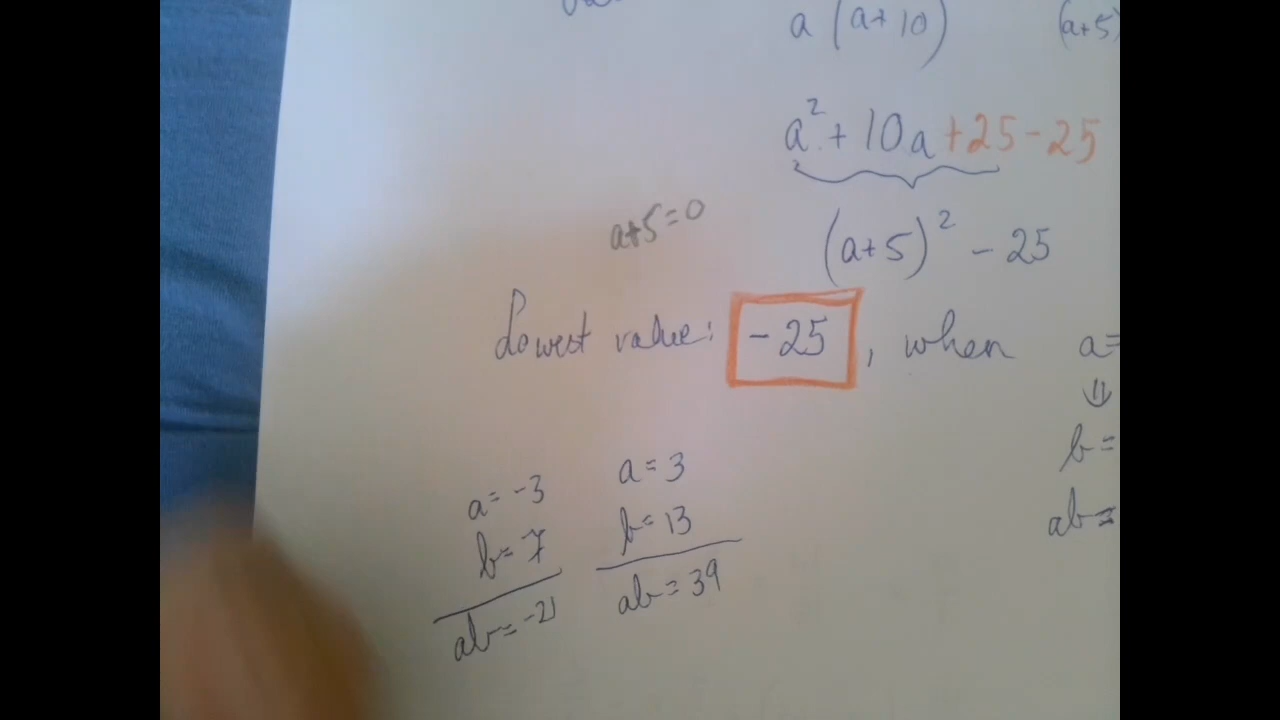 a (a+10)
(a+5)
a² + 10a + 25 - 25
a+5=0
(a+5)² - 25
Lowest value: -25, when a=
⇓
b=
ab=
a = -3
b = 7
ab = -21
a = 3
b = 13
ab = 39